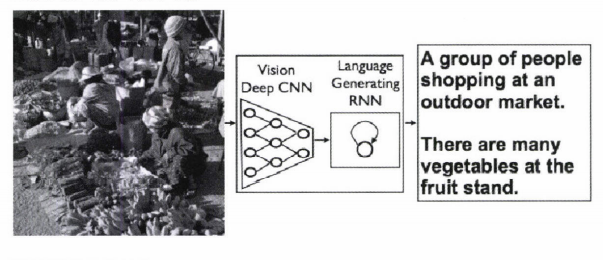 Vision
Deep CNN
Language
Generating
RNN
A group of people
shopping at an
outdoor market.
There are many
vegetables at the
fruit stand.